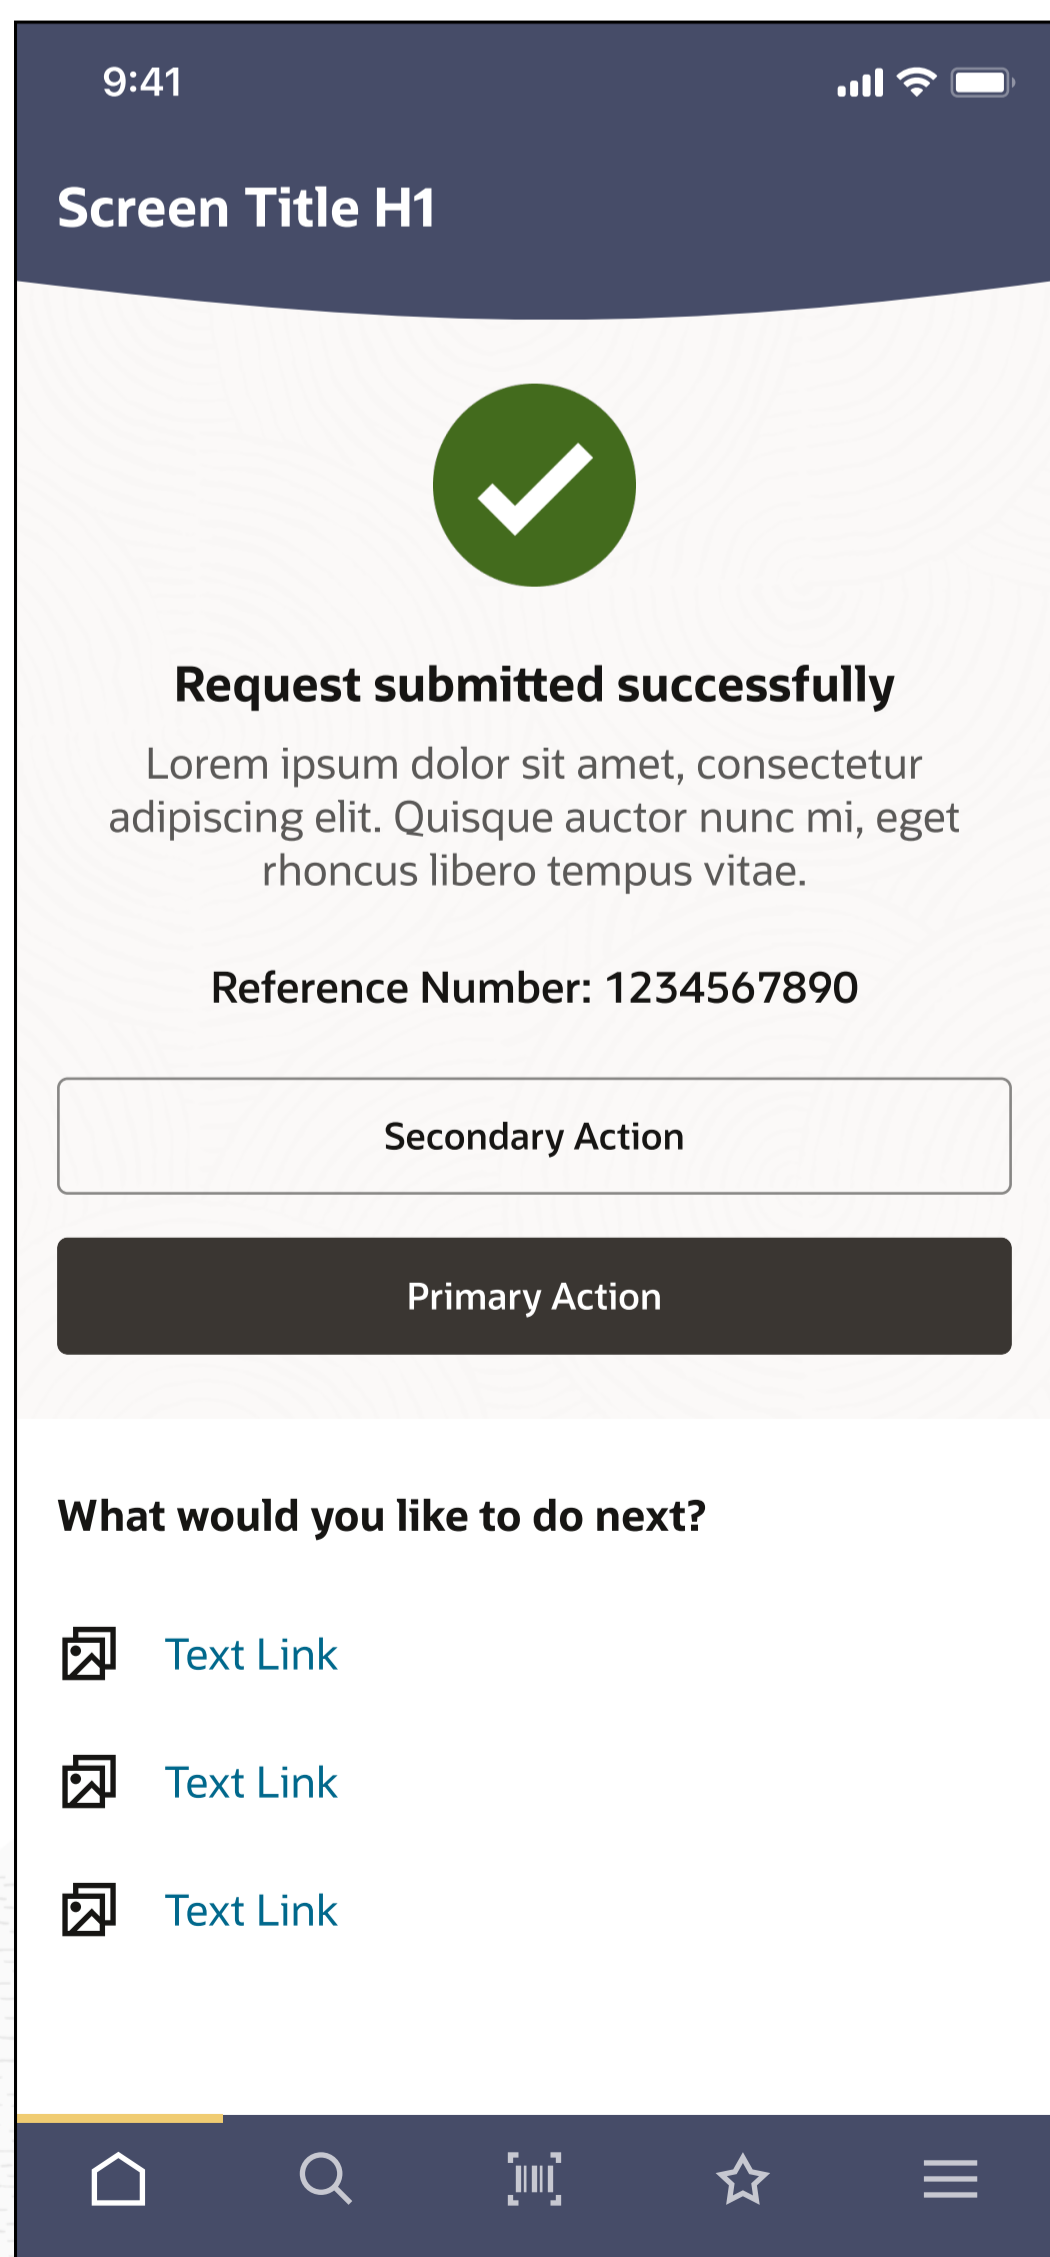 9:41
Screen Title H1
Request submitted successfully
Lorem ipsum dolor sit amet, consectetur
adipiscing elit. Quisque auctor nunc mi, eget
rhoncus libero tempus vitae.
Reference Number: 1234567890
Secondary Action
Primary Action
What would you like to do next?
Text Link
Text Link
Text Link